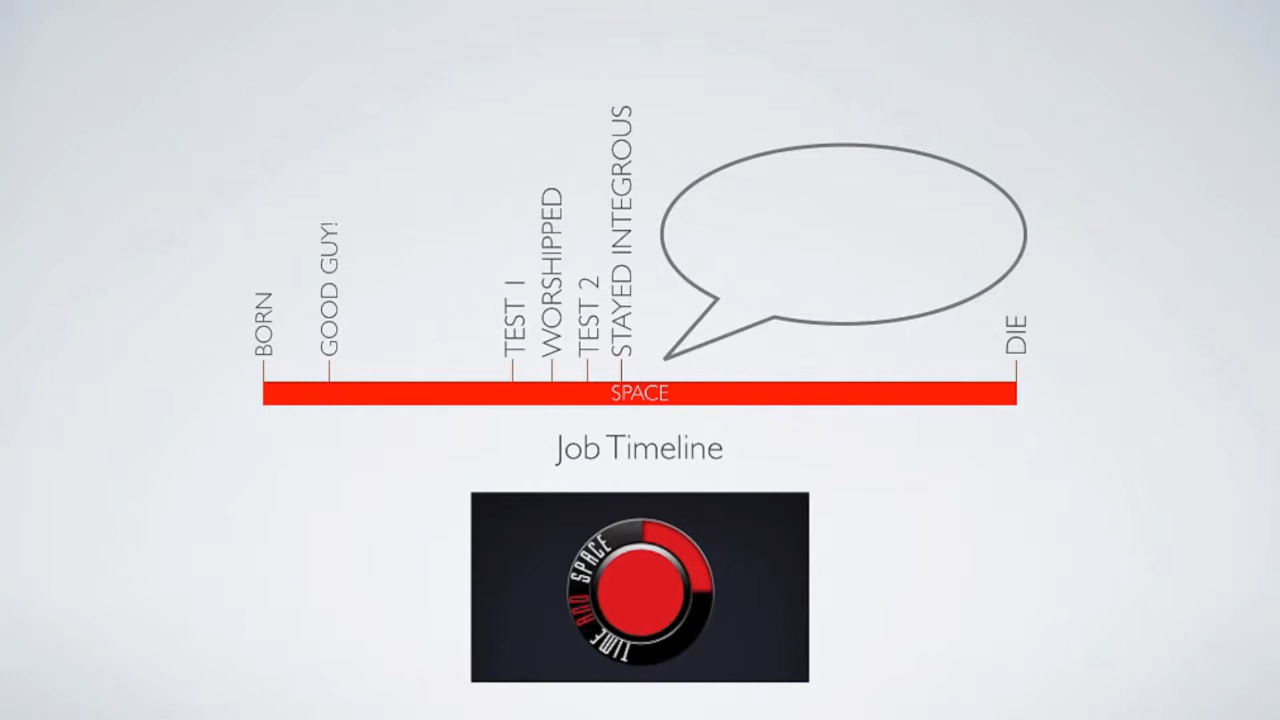 BORN
GOOD GUY!
TEST 1
WORSHIPPED
TEST 2
STAYED INTEGROUS
DIE
SPACE
Job Timeline
TIME AND SPACE